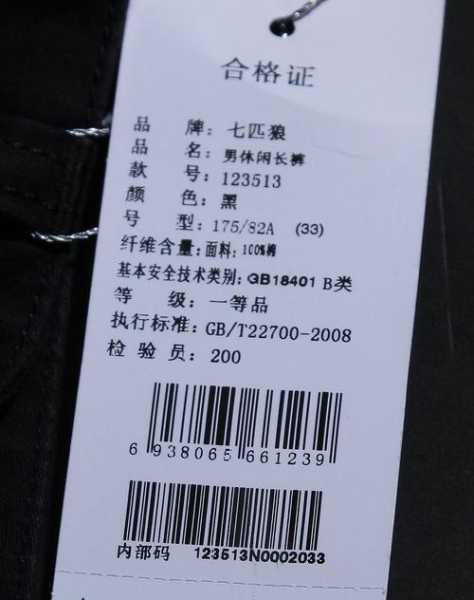 合格证
品 牌: 七匹狼
品 名: 男休闲长裤
款 号: 123513
颜 色: 黑
号 型: 175/82A (33)
纤维含量: 面料: 100%棉
基本安全技术类别: GB18401 B类
等 级: 一等品
执行标准: GB/T22700-2008
检 验 员: 200
6 938065 661239
内部码 123513N0002033